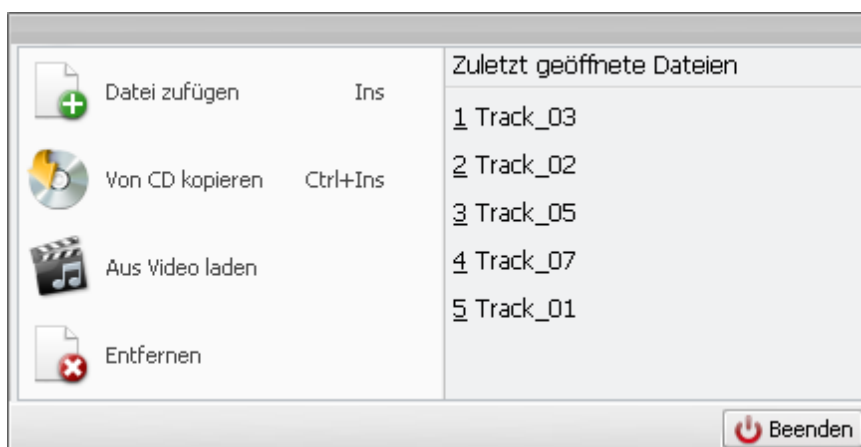 Datei zufügen Ins
Von CD kopieren Ctrl+Ins
Aus Video laden
Entfernen
Zuletzt geöffnete Dateien
1 Track_03
2 Track_02
3 Track_05
4 Track_07
5 Track_01
Beenden